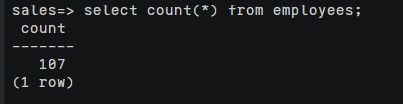 sales=> select count(*) from employees;
count
-------
107
(1 row)